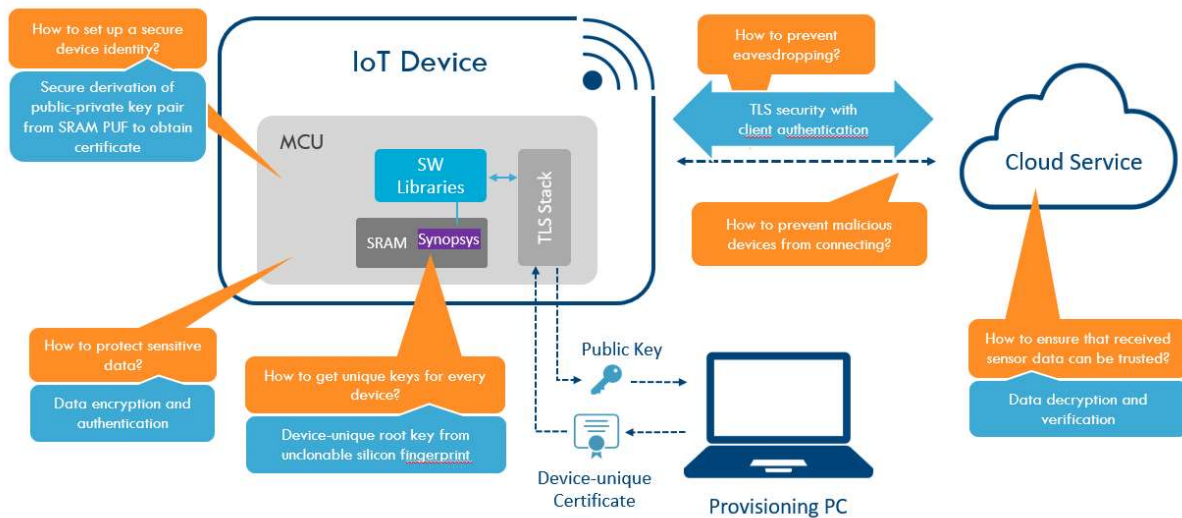 How to set up a secure
device identity?
Secure derivation of
public-private key pair
from SRAM PUF to obtain
certificate
IoT Device
MCU
SW
Libraries
SRAM
Synopsys
TLS Stack
How to prevent
eavesdropping?
TLS security with
client authentication
Cloud Service
How to prevent malicious
devices from connecting?
How to protect sensitive
data?
Data encryption and
authentication
How to get unique keys for every
device?
Device-unique root key from
unclonable silicon fingerprint
Public Key
Device-unique
Certificate
Provisioning PC
How to ensure that received
sensor data can be trusted?
Data decryption and
verification